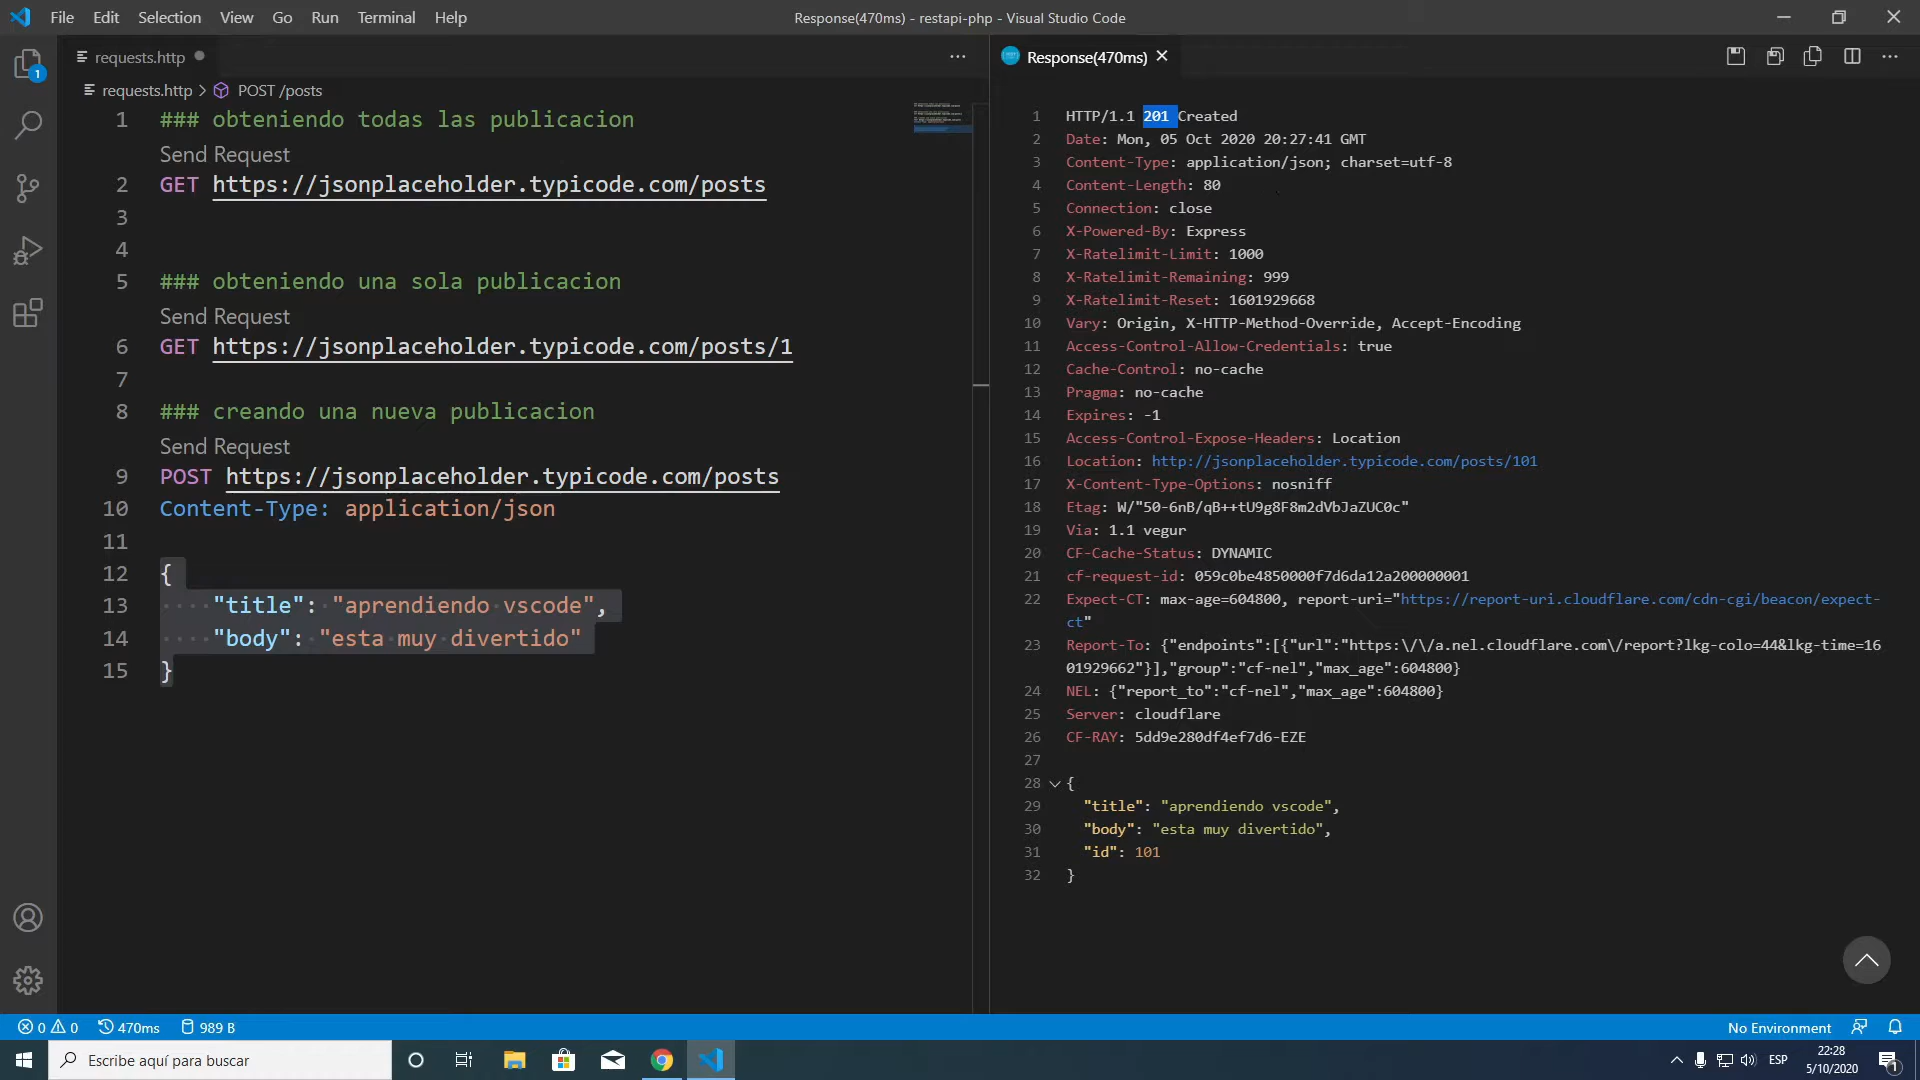 File Edit Selection View Go Run Terminal Help
Response(470ms) - restapi-php - Visual Studio Code
1
requests.http
requests.http > POST /posts
1 ### obteniendo todas las publicacion
Send Request
2 GET https://jsonplaceholder.typicode.com/posts
3
4
5 ### obteniendo una sola publicacion
Send Request
6 GET https://jsonplaceholder.typicode.com/posts/1
7
8 ### creando una nueva publicacion
Send Request
9 POST https://jsonplaceholder.typicode.com/posts
10 Content-Type: application/json
11
12 {
13 "title": "aprendiendo vscode",
14 "body": "esta muy divertido"
15 }
Response(470ms)
1 HTTP/1.1 201 Created
2 Date: Mon, 05 Oct 2020 20:27:41 GMT
3 Content-Type: application/json; charset=utf-8
4 Content-Length: 80
5 Connection: close
6 X-Powered-By: Express
7 X-Ratelimit-Limit: 1000
8 X-Ratelimit-Remaining: 999
9 X-Ratelimit-Reset: 1601929668
10 Vary: Origin, X-HTTP-Method-Override, Accept-Encoding
11 Access-Control-Allow-Credentials: true
12 Cache-Control: no-cache
13 Pragma: no-cache
14 Expires: -1
15 Access-Control-Expose-Headers: Location
16 Location: http://jsonplaceholder.typicode.com/posts/101
17 X-Content-Type-Options: nosniff
18 Etag: W/"50-6nB/qB++tU9g8F8m2dVbJaZUC0c"
19 Via: 1.1 vegur
20 CF-Cache-Status: DYNAMIC
21 cf-request-id: 059c0be4850000f7d6da12a200000001
22 Expect-CT: max-age=604800, report-uri="https://report-uri.cloudflare.com/cdn-cgi/beacon/expect-
ct"
23 Report-To: {"endpoints":[{"url":"https:\/\/a.nel.cloudflare.com\/report?lkg-colo=44&lkg-time=16
01929662"}],"group":"cf-nel","max_age":604800}
24 NEL: {"report_to":"cf-nel","max_age":604800}
25 Server: cloudflare
26 CF-RAY: 5dd9e280df4ef7d6-EZE
27
28 {
29 "title": "aprendiendo vscode",
30 "body": "esta muy divertido",
31 "id": 101
32 }
0 0 470ms 989 B
No Environment
Escribe aquí para buscar
ESP
22:28
5/10/2020
1